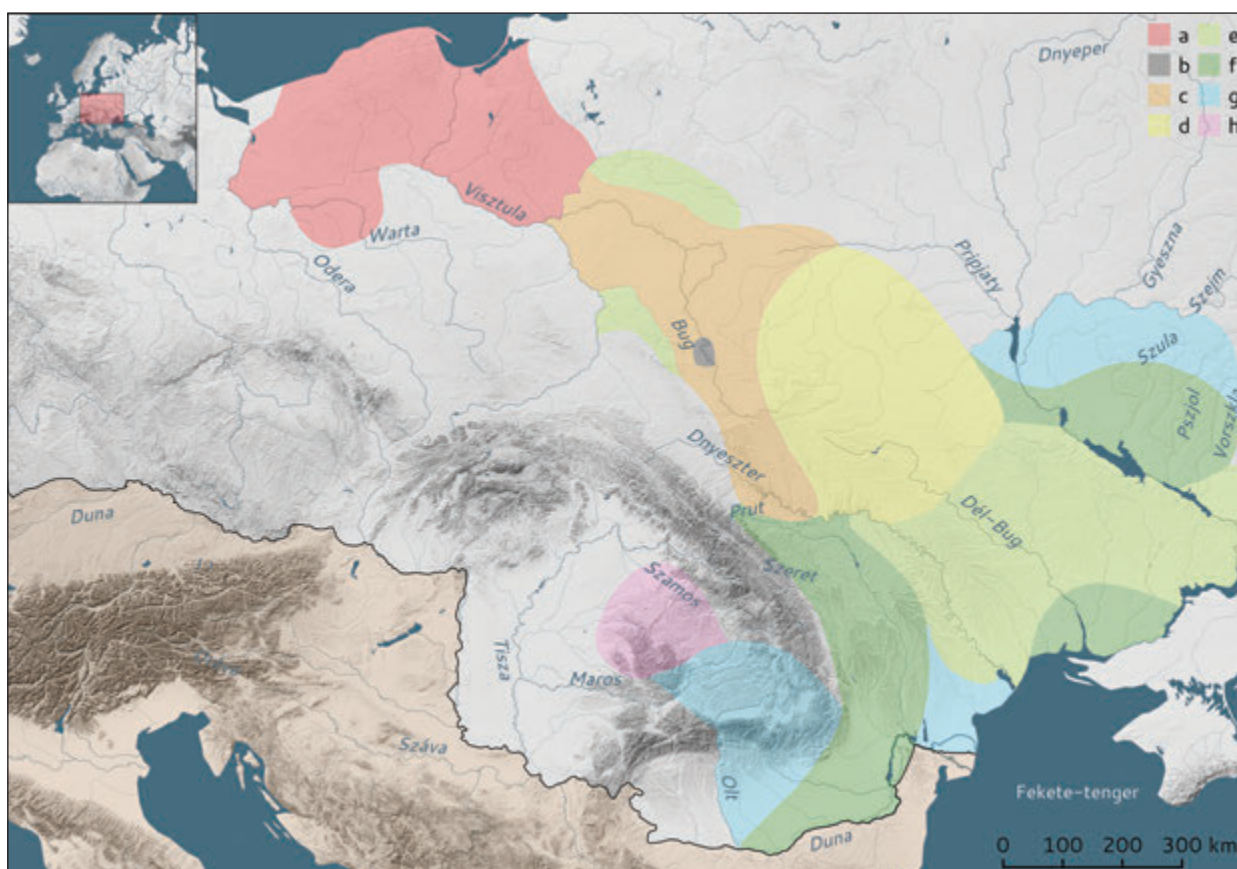 Dnyeper
a
e
b
f
c
g
d
h
Visztula
Warta
Odera
Pripjaty
Gyeszna
Szejm
Bug
Szula
Pszjol
Vorszkla
Dnyeszter
Prut
Duna
Dél-Bug
Szeret
Szamos
Tisza
Maros
Száva
Olt
Duna
Fekete-tenger
0 100 200 300 km